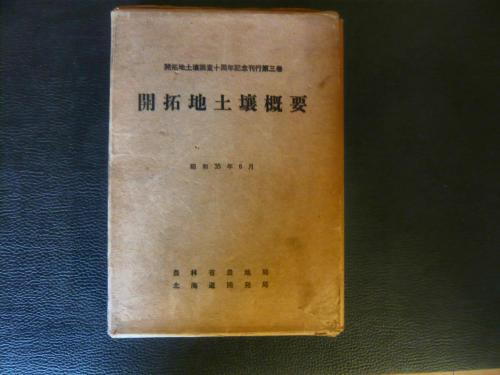 開拓地土壌調査十周年記念刊行第三巻
開拓地土壌概要
昭和35年6月
農林省農地局
北海道開発局